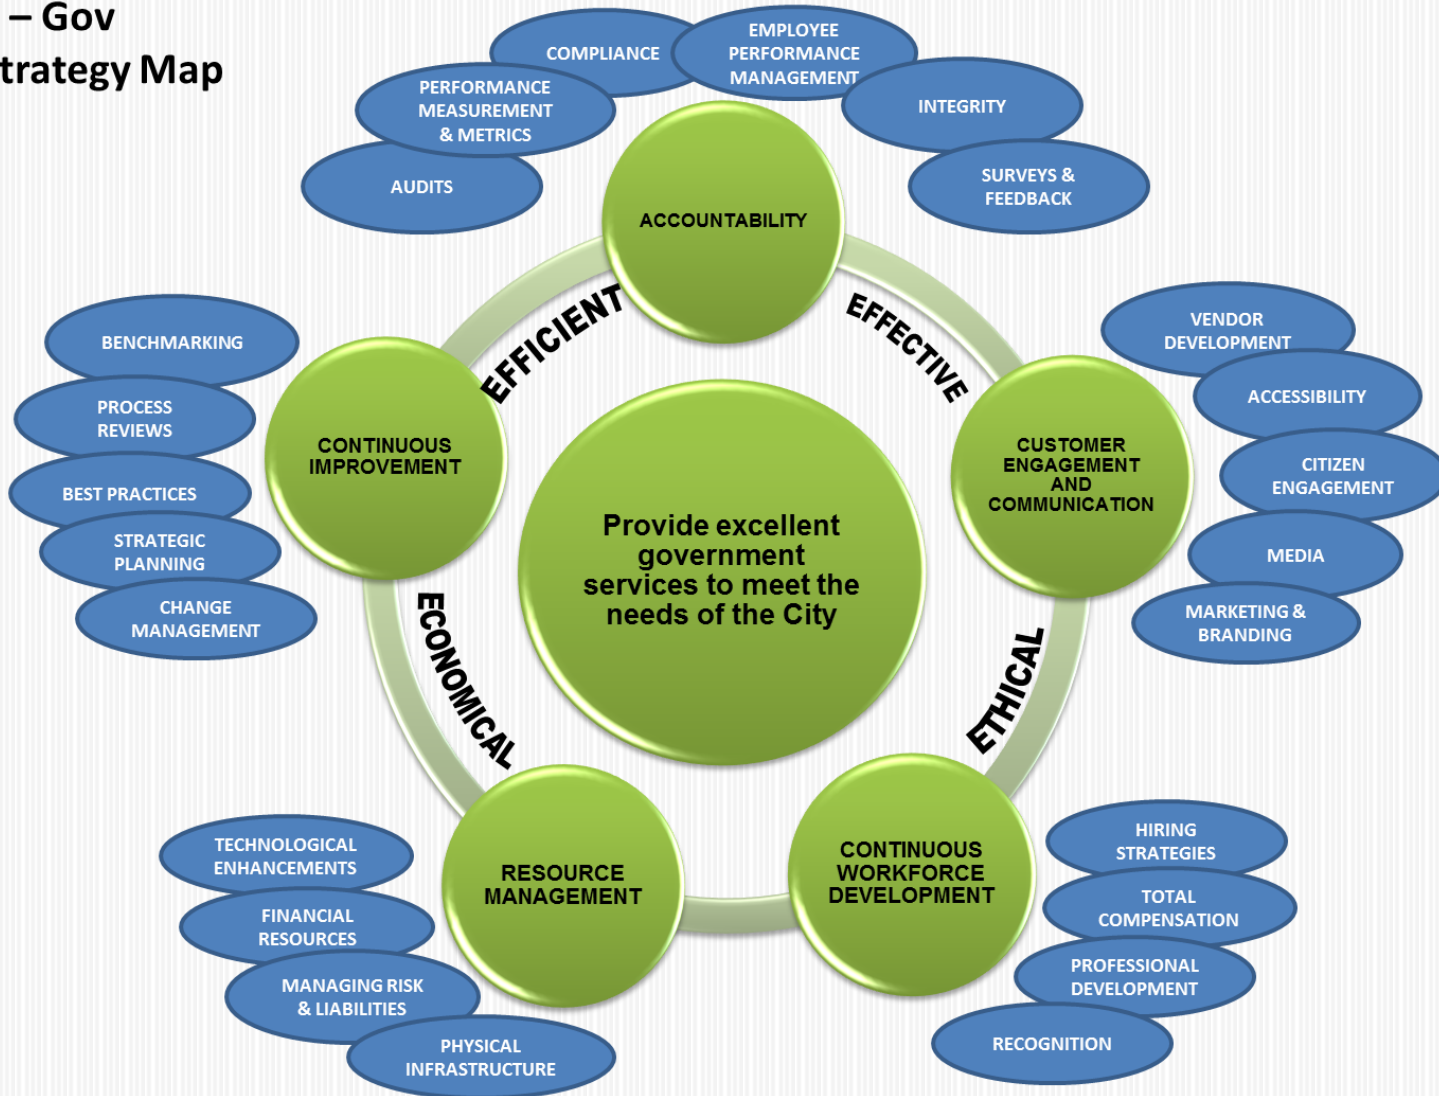 – Gov
trategy Map
COMPLIANCE
EMPLOYEE
PERFORMANCE
MANAGEMENT
PERFORMANCE
MEASUREMENT
& METRICS
INTEGRITY
AUDITS
SURVEYS &
FEEDBACK
ACCOUNTABILITY
EFFICIENT
EFFECTIVE
BENCHMARKING
PROCESS
REVIEWS
BEST PRACTICES
STRATEGIC
PLANNING
CHANGE
MANAGEMENT
CONTINUOUS
IMPROVEMENT
VENDOR
DEVELOPMENT
ACCESSIBILITY
CITIZEN
ENGAGEMENT
MEDIA
MARKETING &
BRANDING
CUSTOMER
ENGAGEMENT
AND
COMMUNICATION
Provide excellent
government
services to meet the
needs of the City
ECONOMICAL
ETHICAL
TECHNOLOGICAL
ENHANCEMENTS
FINANCIAL
RESOURCES
MANAGING RISK
& LIABILITIES
PHYSICAL
INFRASTRUCTURE
RESOURCE
MANAGEMENT
CONTINUOUS
WORKFORCE
DEVELOPMENT
HIRING
STRATEGIES
TOTAL
COMPENSATION
PROFESSIONAL
DEVELOPMENT
RECOGNITION